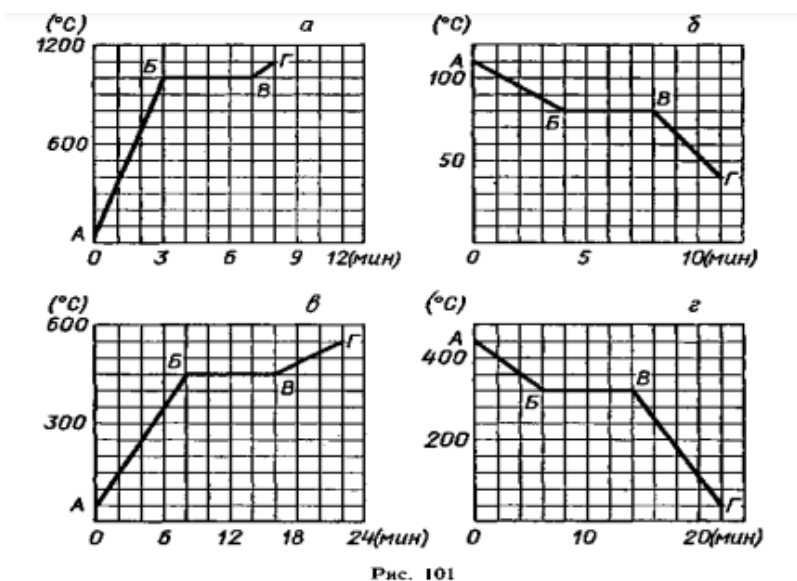 (°C) а
1200
Б Г
В
600
А
0 3 6 9 12(мин)
(°C) б
А
100
Б В
50
Г
0 5 10(мин)
(°C) в
600
Б Г
В
300
А
0 6 12 18 24(мин)
(°C) г
А
400
Б В
200
Г
0 10 20(мин)
Рис. 101